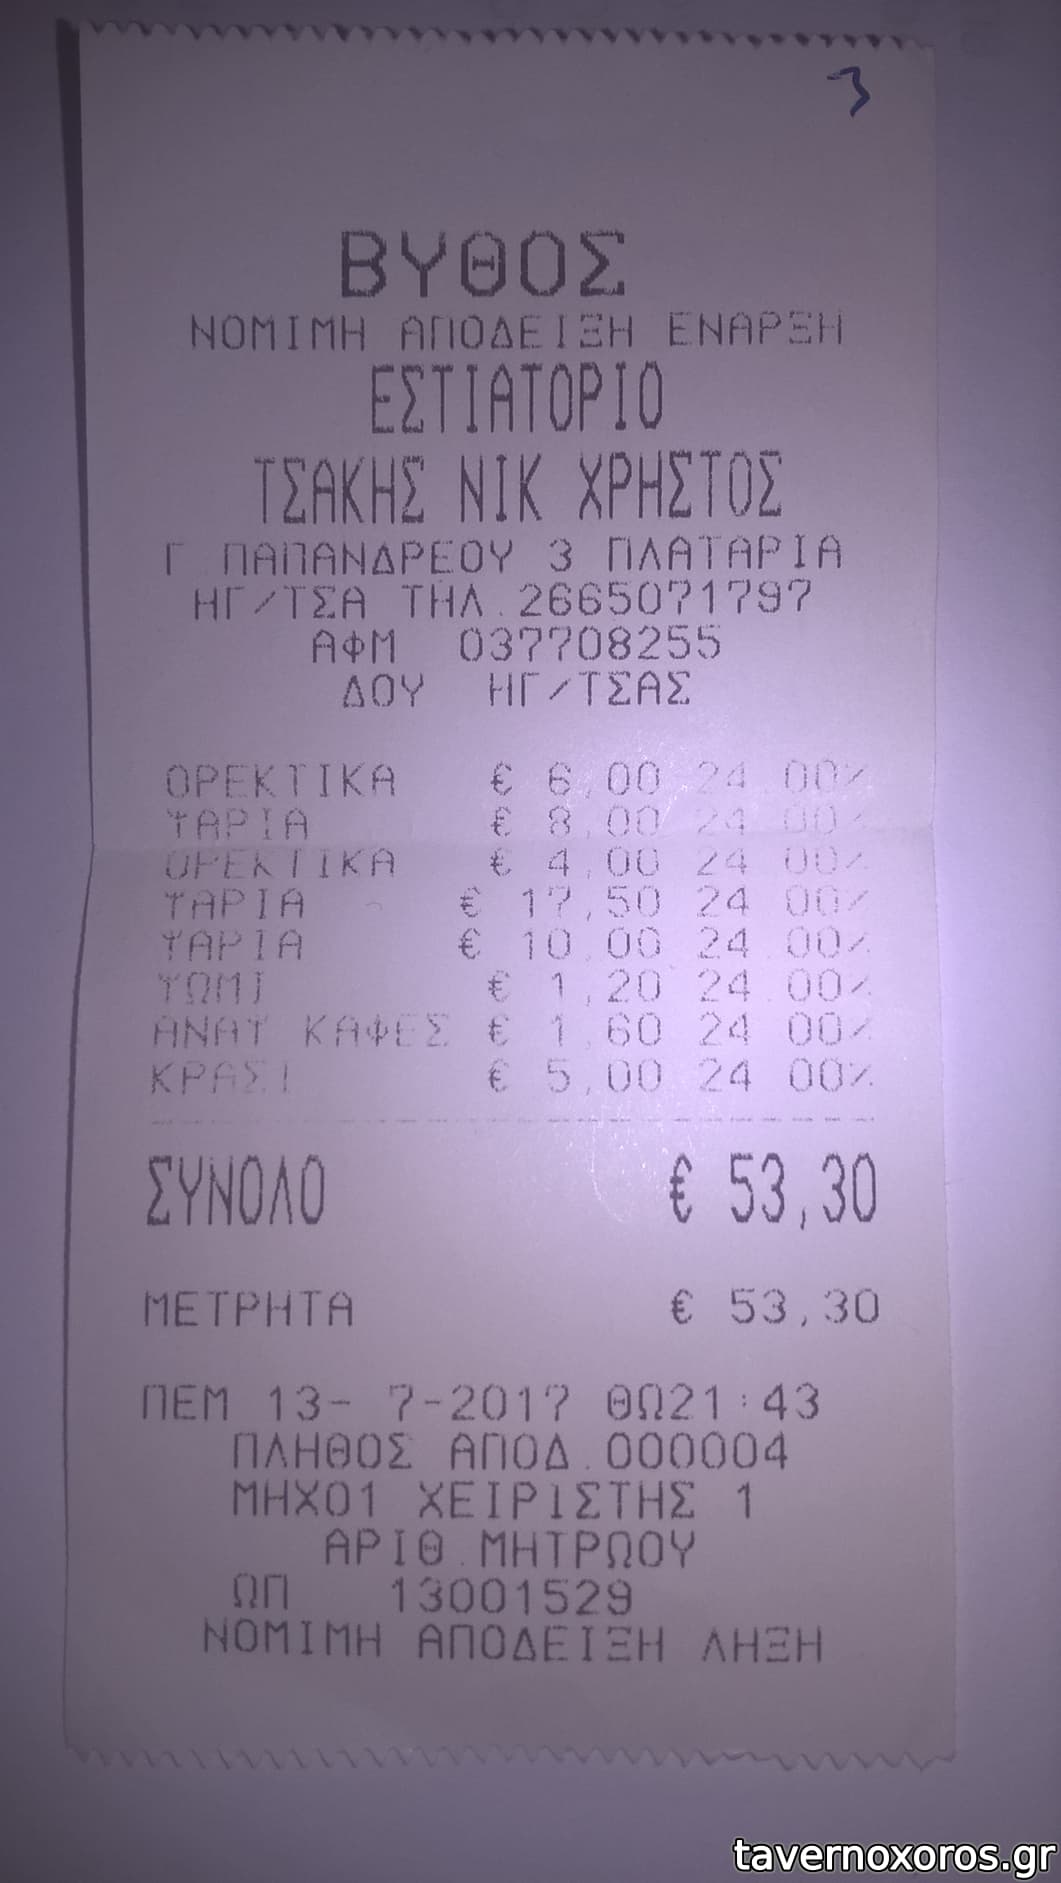 3
ΒΥΘΟΣ
ΝΟΜΙΜΗ ΑΠΟΔΕΙΞΗ ΕΝΑΡΞΗ
ΕΣΤΙΑΤΟΡΙΟ
ΤΣΑΚΗΣ ΝΙΚ ΧΡΗΣΤΟΣ
Γ ΠΑΠΑΝΔΡΕΟΥ 3 ΠΛΑΤΑΡΙΑ
ΗΓ/ΤΣΑ ΤΗΛ.2665071797
ΑΦΜ 037708255
ΔΟΥ ΗΓ/ΤΣΑΣ
ΟΡΕΚΤΙΚΑ € 6,00 24.00%
ΨΑΡΙΑ € 8,00 24.00%
ΟΡΕΚΤΙΚΑ € 4,00 24.00%
ΨΑΡΙΑ € 17,50 24.00%
ΨΑΡΙΑ € 10,00 24.00%
ΨΩΜΙ € 1,20 24.00%
ΑΝΑΨ ΚΑΦΕΣ € 1,60 24.00%
ΚΡΑΣΙ € 5,00 24.00%
ΣΥΝΟΛΟ € 53,30
ΜΕΤΡΗΤΑ € 53,30
ΠΕΜ 13- 7-2017 ΘΩ21:43
ΠΛΗΘΟΣ ΑΠΟΔ.000004
ΜΗΧ01 ΧΕΙΡΙΣΤΗΣ 1
ΑΡΙΘ.ΜΗΤΡΩΟΥ
ΩΠ 13001529
ΝΟΜΙΜΗ ΑΠΟΔΕΙΞΗ ΛΗΞΗ
tavernoxoros.gr